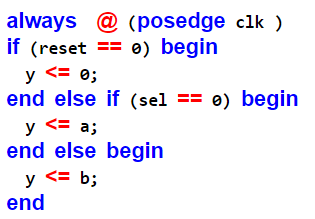 always @ (posedge clk )
if (reset == 0) begin
y <= 0;
end else if (sel == 0) begin
y <= a;
end else begin
y <= b;
end